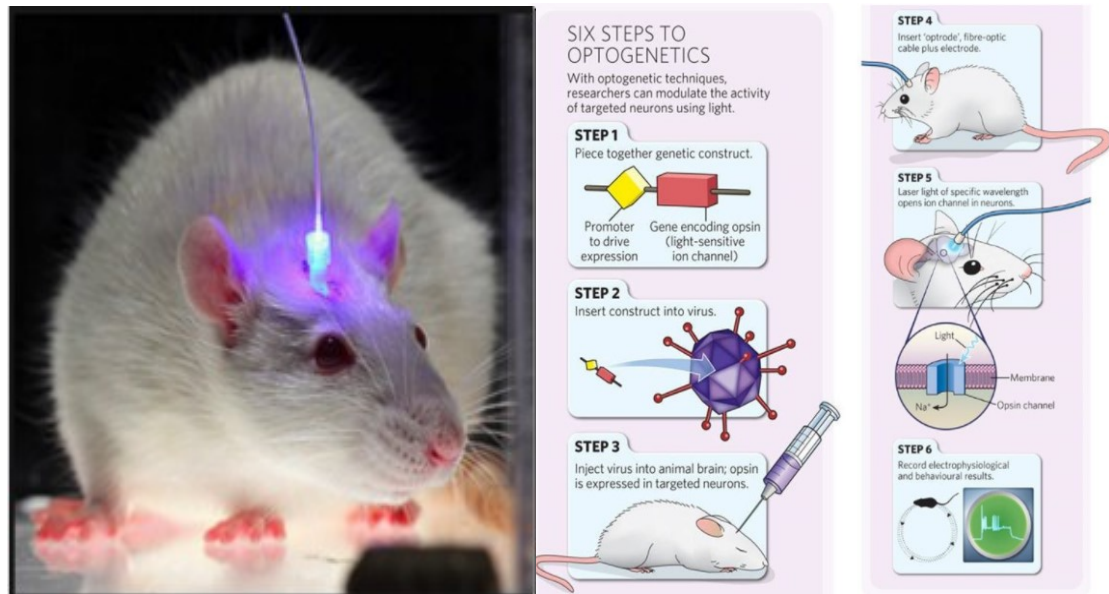 SIX STEPS TO
OPTOGENETICS
With optogenetic techniques,
researchers can modulate the activity
of targeted neurons using light.
STEP 1
Piece together genetic construct.
Promoter
to drive
expression
Gene encoding opsin
(light-sensitive
ion channel)
STEP 2
Insert construct into virus.
STEP 3
Inject virus into animal brain; opsin
is expressed in targeted neurons.
STEP 4
Insert ‘optrode’, fibre-optic
cable plus electrode.
STEP 5
Laser light of specific wavelength
opens ion channel in neurons.
Light
Membrane
Opsin channel
Na⁺
STEP 6
Record electrophysiological
and behavioural results.